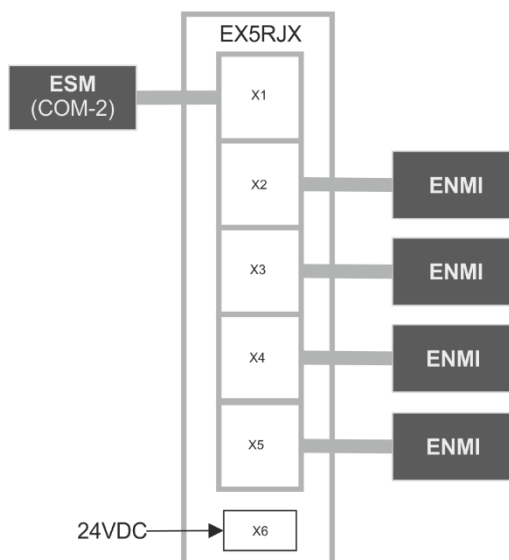 EX5RJX
ESM
(COM-2)
X1
X2
ENMI
X3
ENMI
X4
ENMI
X5
ENMI
24VDC
X6